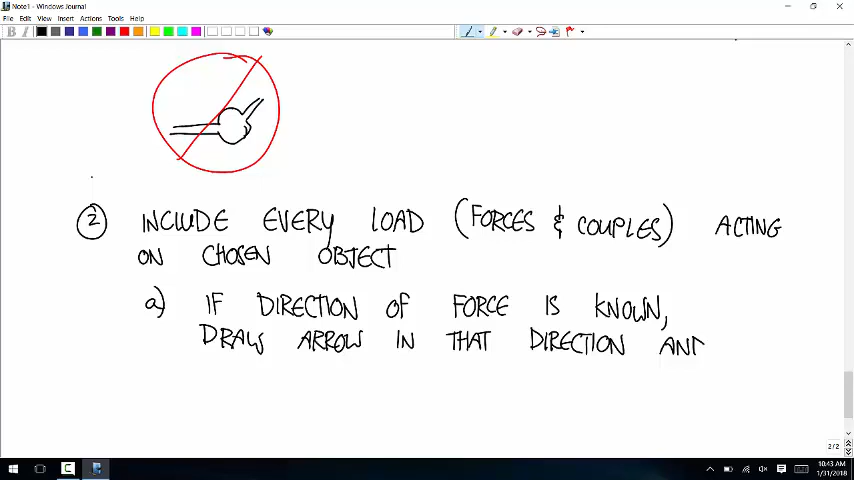 Note1 - Windows Journal
File Edit View Insert Actions Tools Help
B I
② INCLUDE EVERY LOAD (FORCES & COUPLES) ACTING
ON CHOSEN OBJECT
a) IF DIRECTION OF FORCE IS KNOWN,
DRAW ARROW IN THAT DIRECTION AND
2/2
10:43 AM
1/31/2018